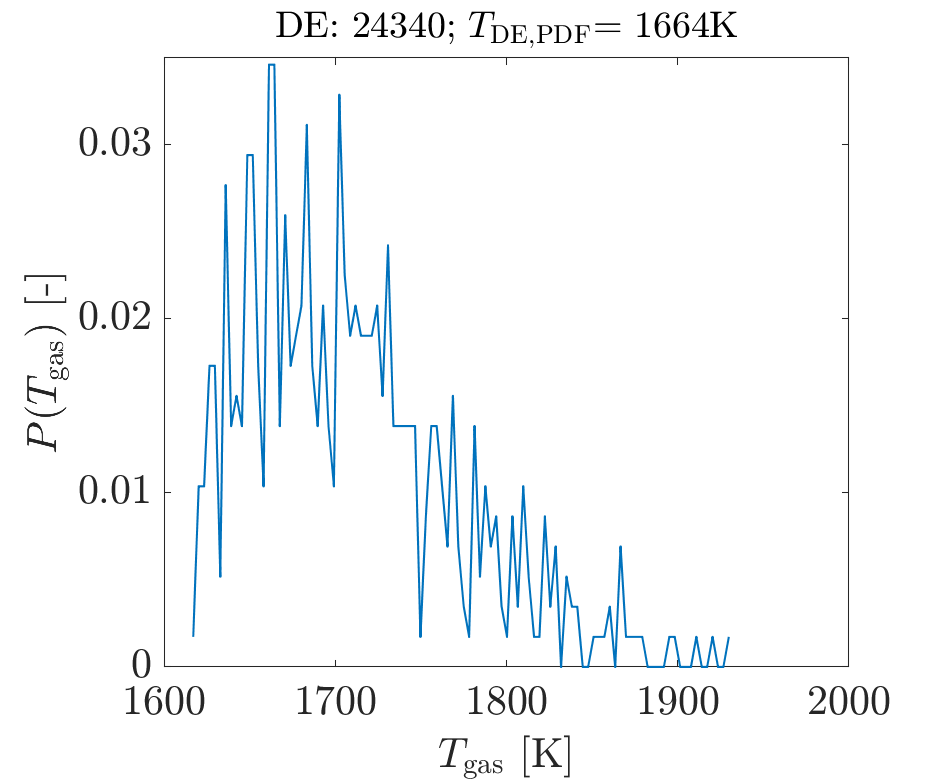 DE: 24340; T_DE,PDF= 1664K
P(T_gas) [-]
0.03
0.02
0.01
0
1600 1700 1800 1900 2000
T_gas [K]